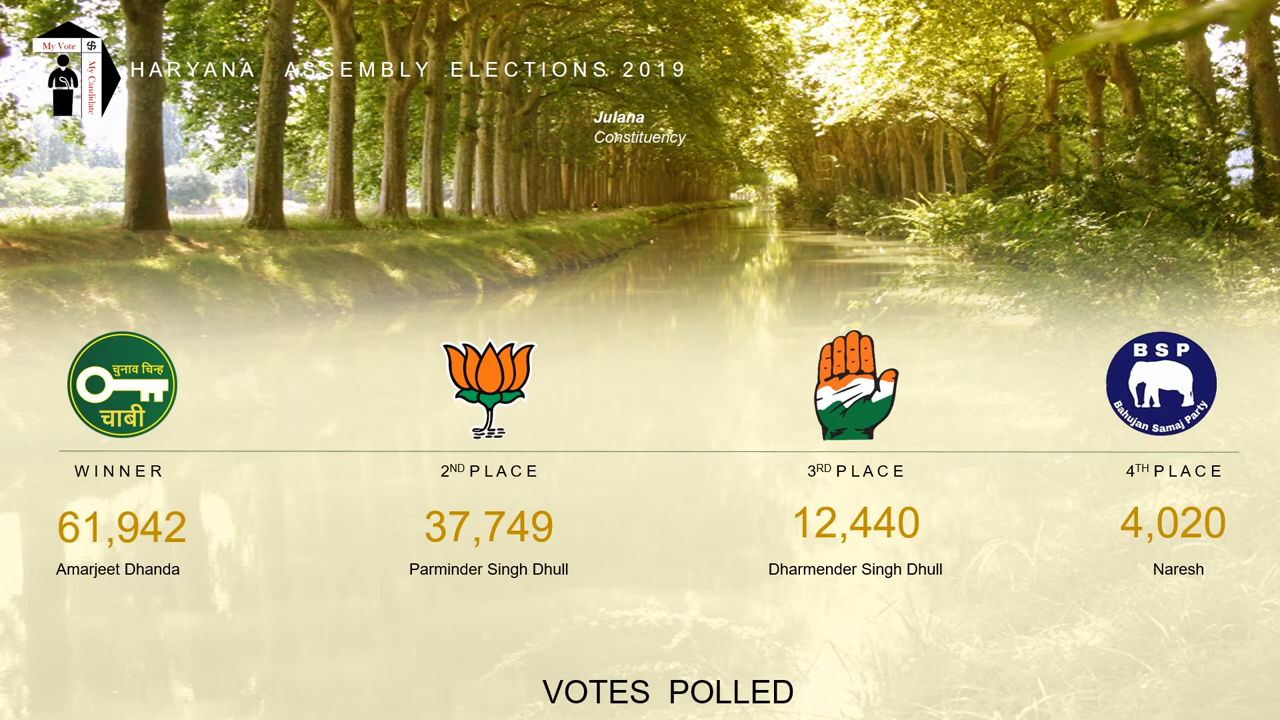 My Vote
My Candidate
HARYANA ASSEMBLY ELECTIONS 2019
Julana
Constituency
चुनाव चिन्ह
चाबी
BSP
Bahujan Samaj Party
WINNER
2ND PLACE
3RD PLACE
4TH PLACE
61,942
37,749
12,440
4,020
Amarjeet Dhanda
Parminder Singh Dhull
Dharmender Singh Dhull
Naresh
VOTES POLLED